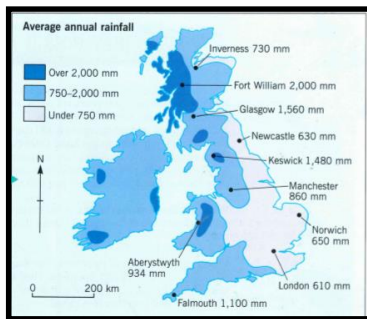 Average annual rainfall
Over 2,000 mm
750–2,000 mm
Under 750 mm
Inverness 730 mm
Fort William 2,000 mm
Glasgow 1,560 mm
Newcastle 630 mm
Keswick 1,480 mm
Manchester
860 mm
Norwich
650 mm
London 610 mm
Aberystwyth
934 mm
Falmouth 1,100 mm
N
0 200 km